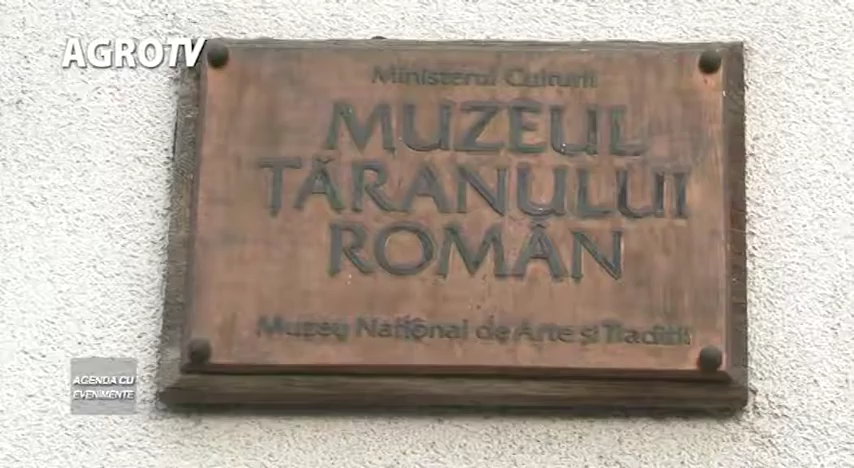 AGROTV
Ministerul Culturii
MUZEUL
ȚĂRANULUI
ROMÂN
Muzeu Național de Arte și Tradiții
AGENDA CU
EVENIMENTE